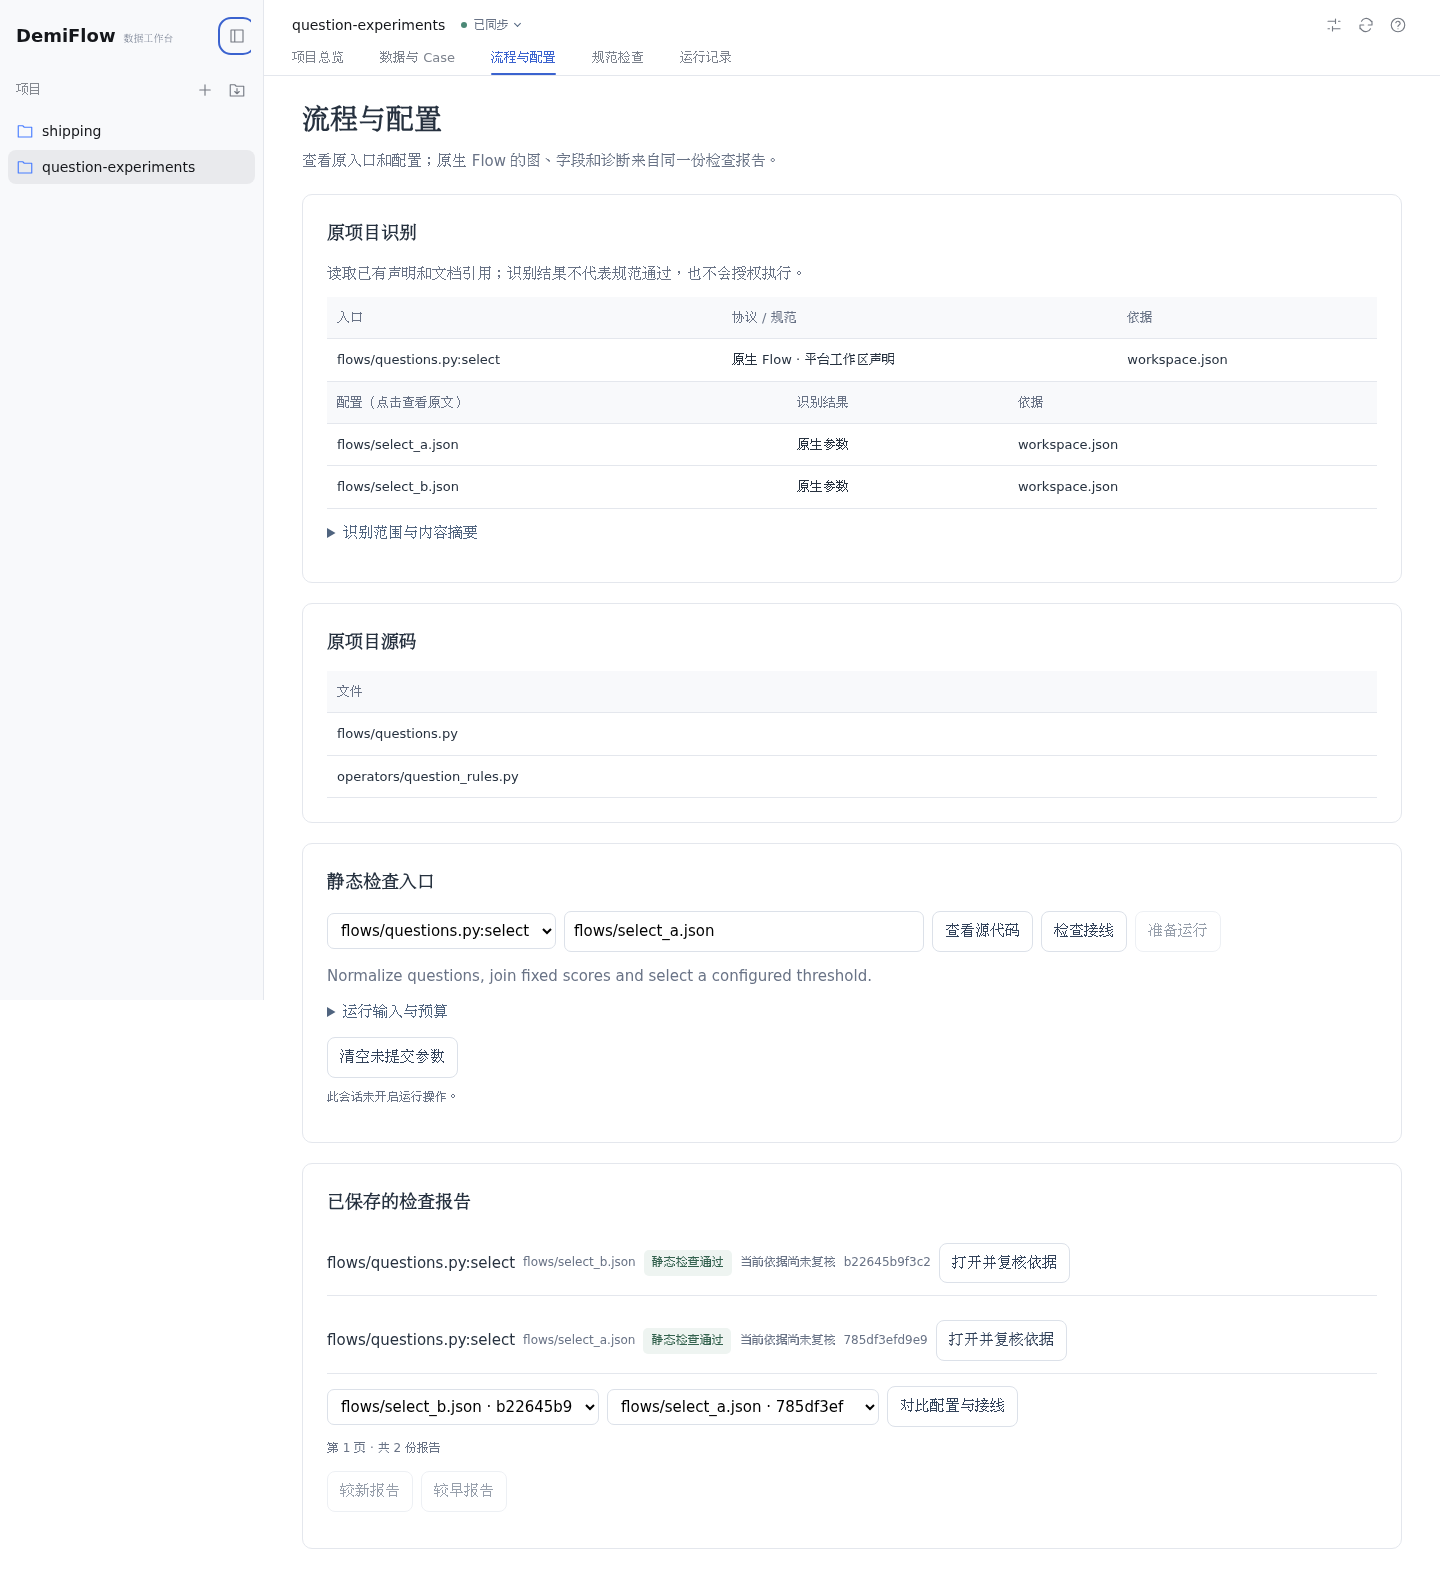 DemiFlow 数据工作台
项目
shipping
question-experiments
question-experiments 已同步
项目总览 数据与 Case 流程与配置 规范检查 运行记录
流程与配置
查看原入口和配置；原生 Flow 的图、字段和诊断来自同一份检查报告。
原项目识别
读取已有声明和文档引用；识别结果不代表规范通过，也不会授权执行。
入口 协议 / 规范 依据
flows/questions.py:select 原生 Flow · 平台工作区声明 workspace.json
配置（点击查看原文） 识别结果 依据
flows/select_a.json 原生参数 workspace.json
flows/select_b.json 原生参数 workspace.json
识别范围与内容摘要
原项目源码
文件
flows/questions.py
operators/question_rules.py
静态检查入口
flows/questions.py:select flows/select_a.json 查看源代码 检查接线 准备运行
Normalize questions, join fixed scores and select a configured threshold.
运行输入与预算
清空未提交参数
此会话未开启运行操作。
已保存的检查报告
flows/questions.py:select flows/select_b.json 静态检查通过 当前依据尚未复核 b22645b9f3c2 打开并复核依据
flows/questions.py:select flows/select_a.json 静态检查通过 当前依据尚未复核 785df3efd9e9 打开并复核依据
flows/select_b.json · b22645b9 flows/select_a.json · 785df3ef 对比配置与接线
第 1 页 · 共 2 份报告
较新报告 较早报告